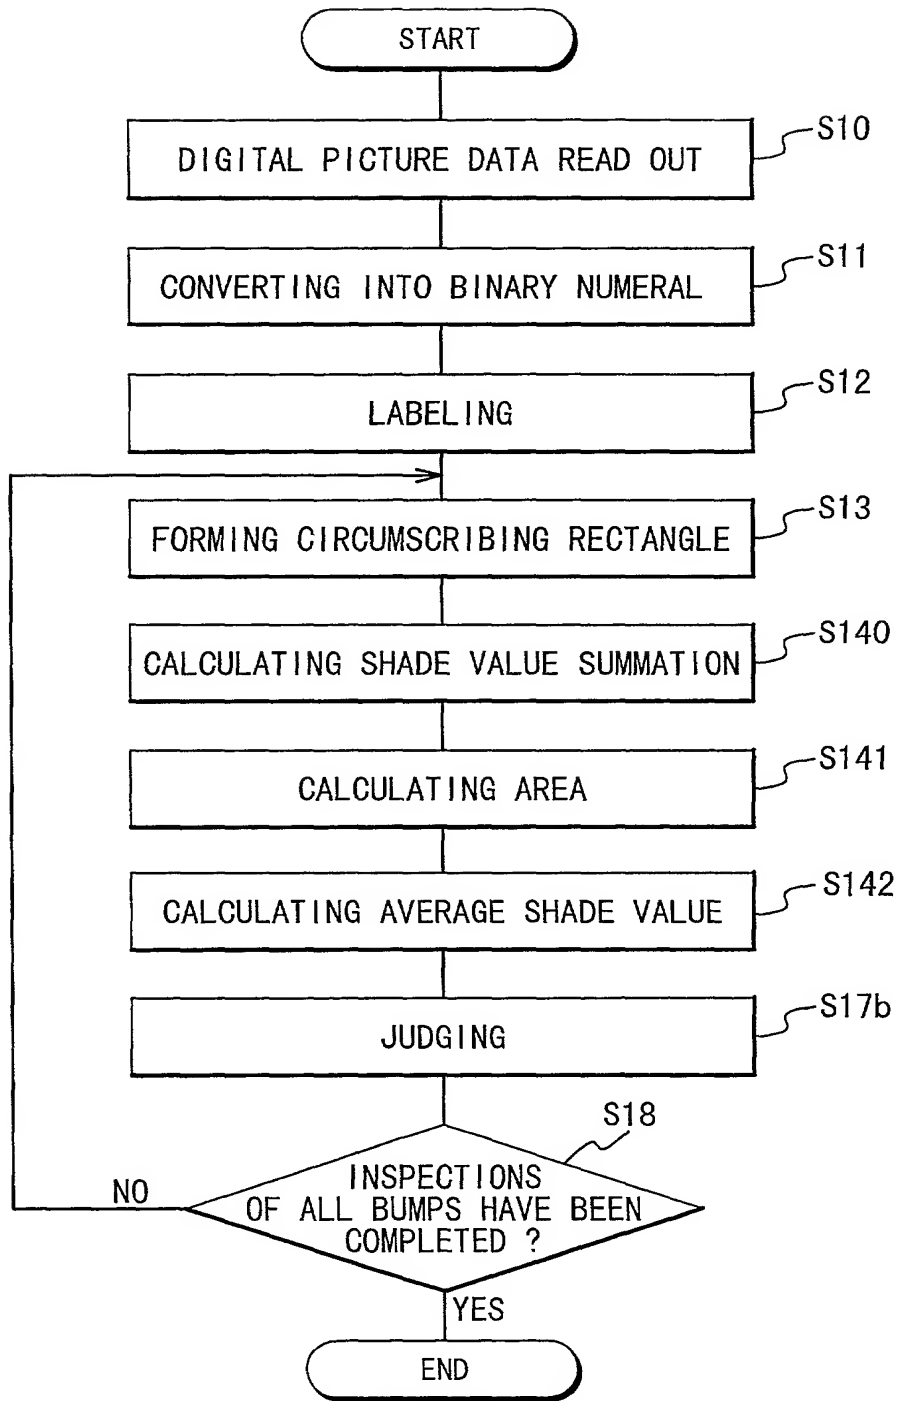 START
DIGITAL PICTURE DATA READ OUT
S10
CONVERTING INTO BINARY NUMERAL
S11
LABELING
S12
FORMING CIRCUMSCRIBING RECTANGLE
S13
CALCULATING SHADE VALUE SUMMATION
S140
CALCULATING AREA
S141
CALCULATING AVERAGE SHADE VALUE
S142
JUDGING
S17b
S18
INSPECTIONS
OF ALL BUMPS HAVE BEEN
COMPLETED ?
NO
YES
END